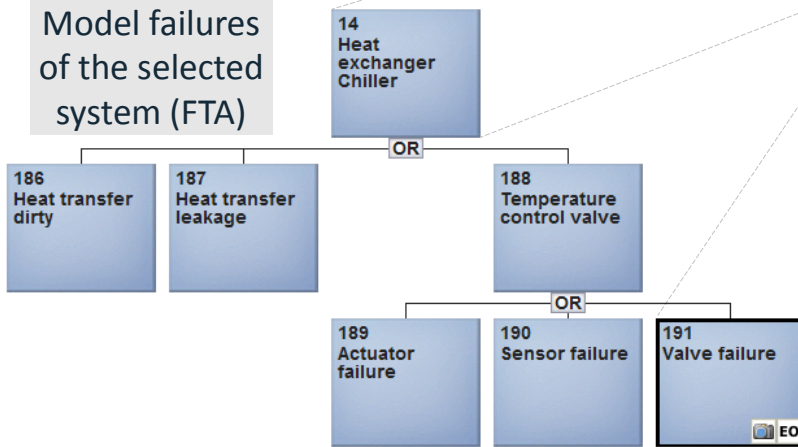 Model failures
of the selected
system (FTA)
14
Heat
exchanger
Chiller
OR
186
Heat transfer
dirty
187
Heat transfer
leakage
188
Temperature
control valve
OR
189
Actuator
failure
190
Sensor failure
191
Valve failure
EO